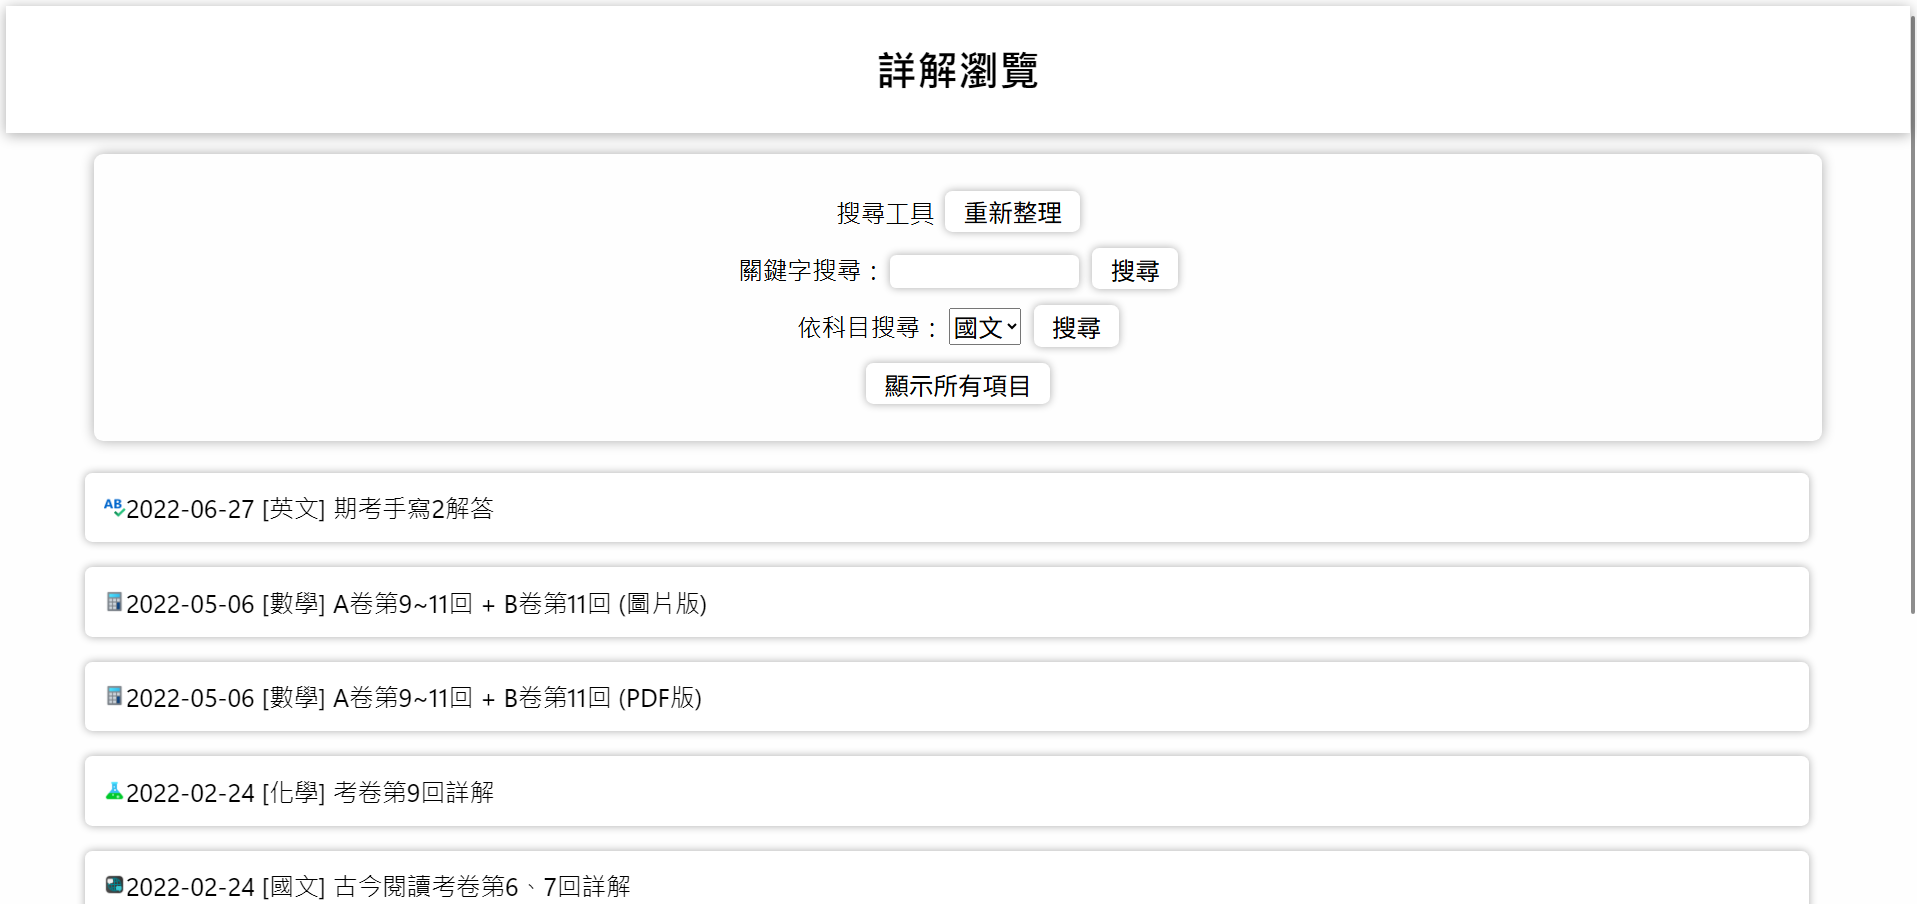 詳解瀏覽
搜尋工具 重新整理
關鍵字搜尋： 搜尋
依科目搜尋： 國文 搜尋
顯示所有項目
AB 2022-06-27 [英文] 期考手寫2解答
2022-05-06 [數學] A卷第9~11回 + B卷第11回 (圖片版)
2022-05-06 [數學] A卷第9~11回 + B卷第11回 (PDF版)
2022-02-24 [化學] 考卷第9回詳解
2022-02-24 [國文] 古今閱讀考卷第6、7回詳解